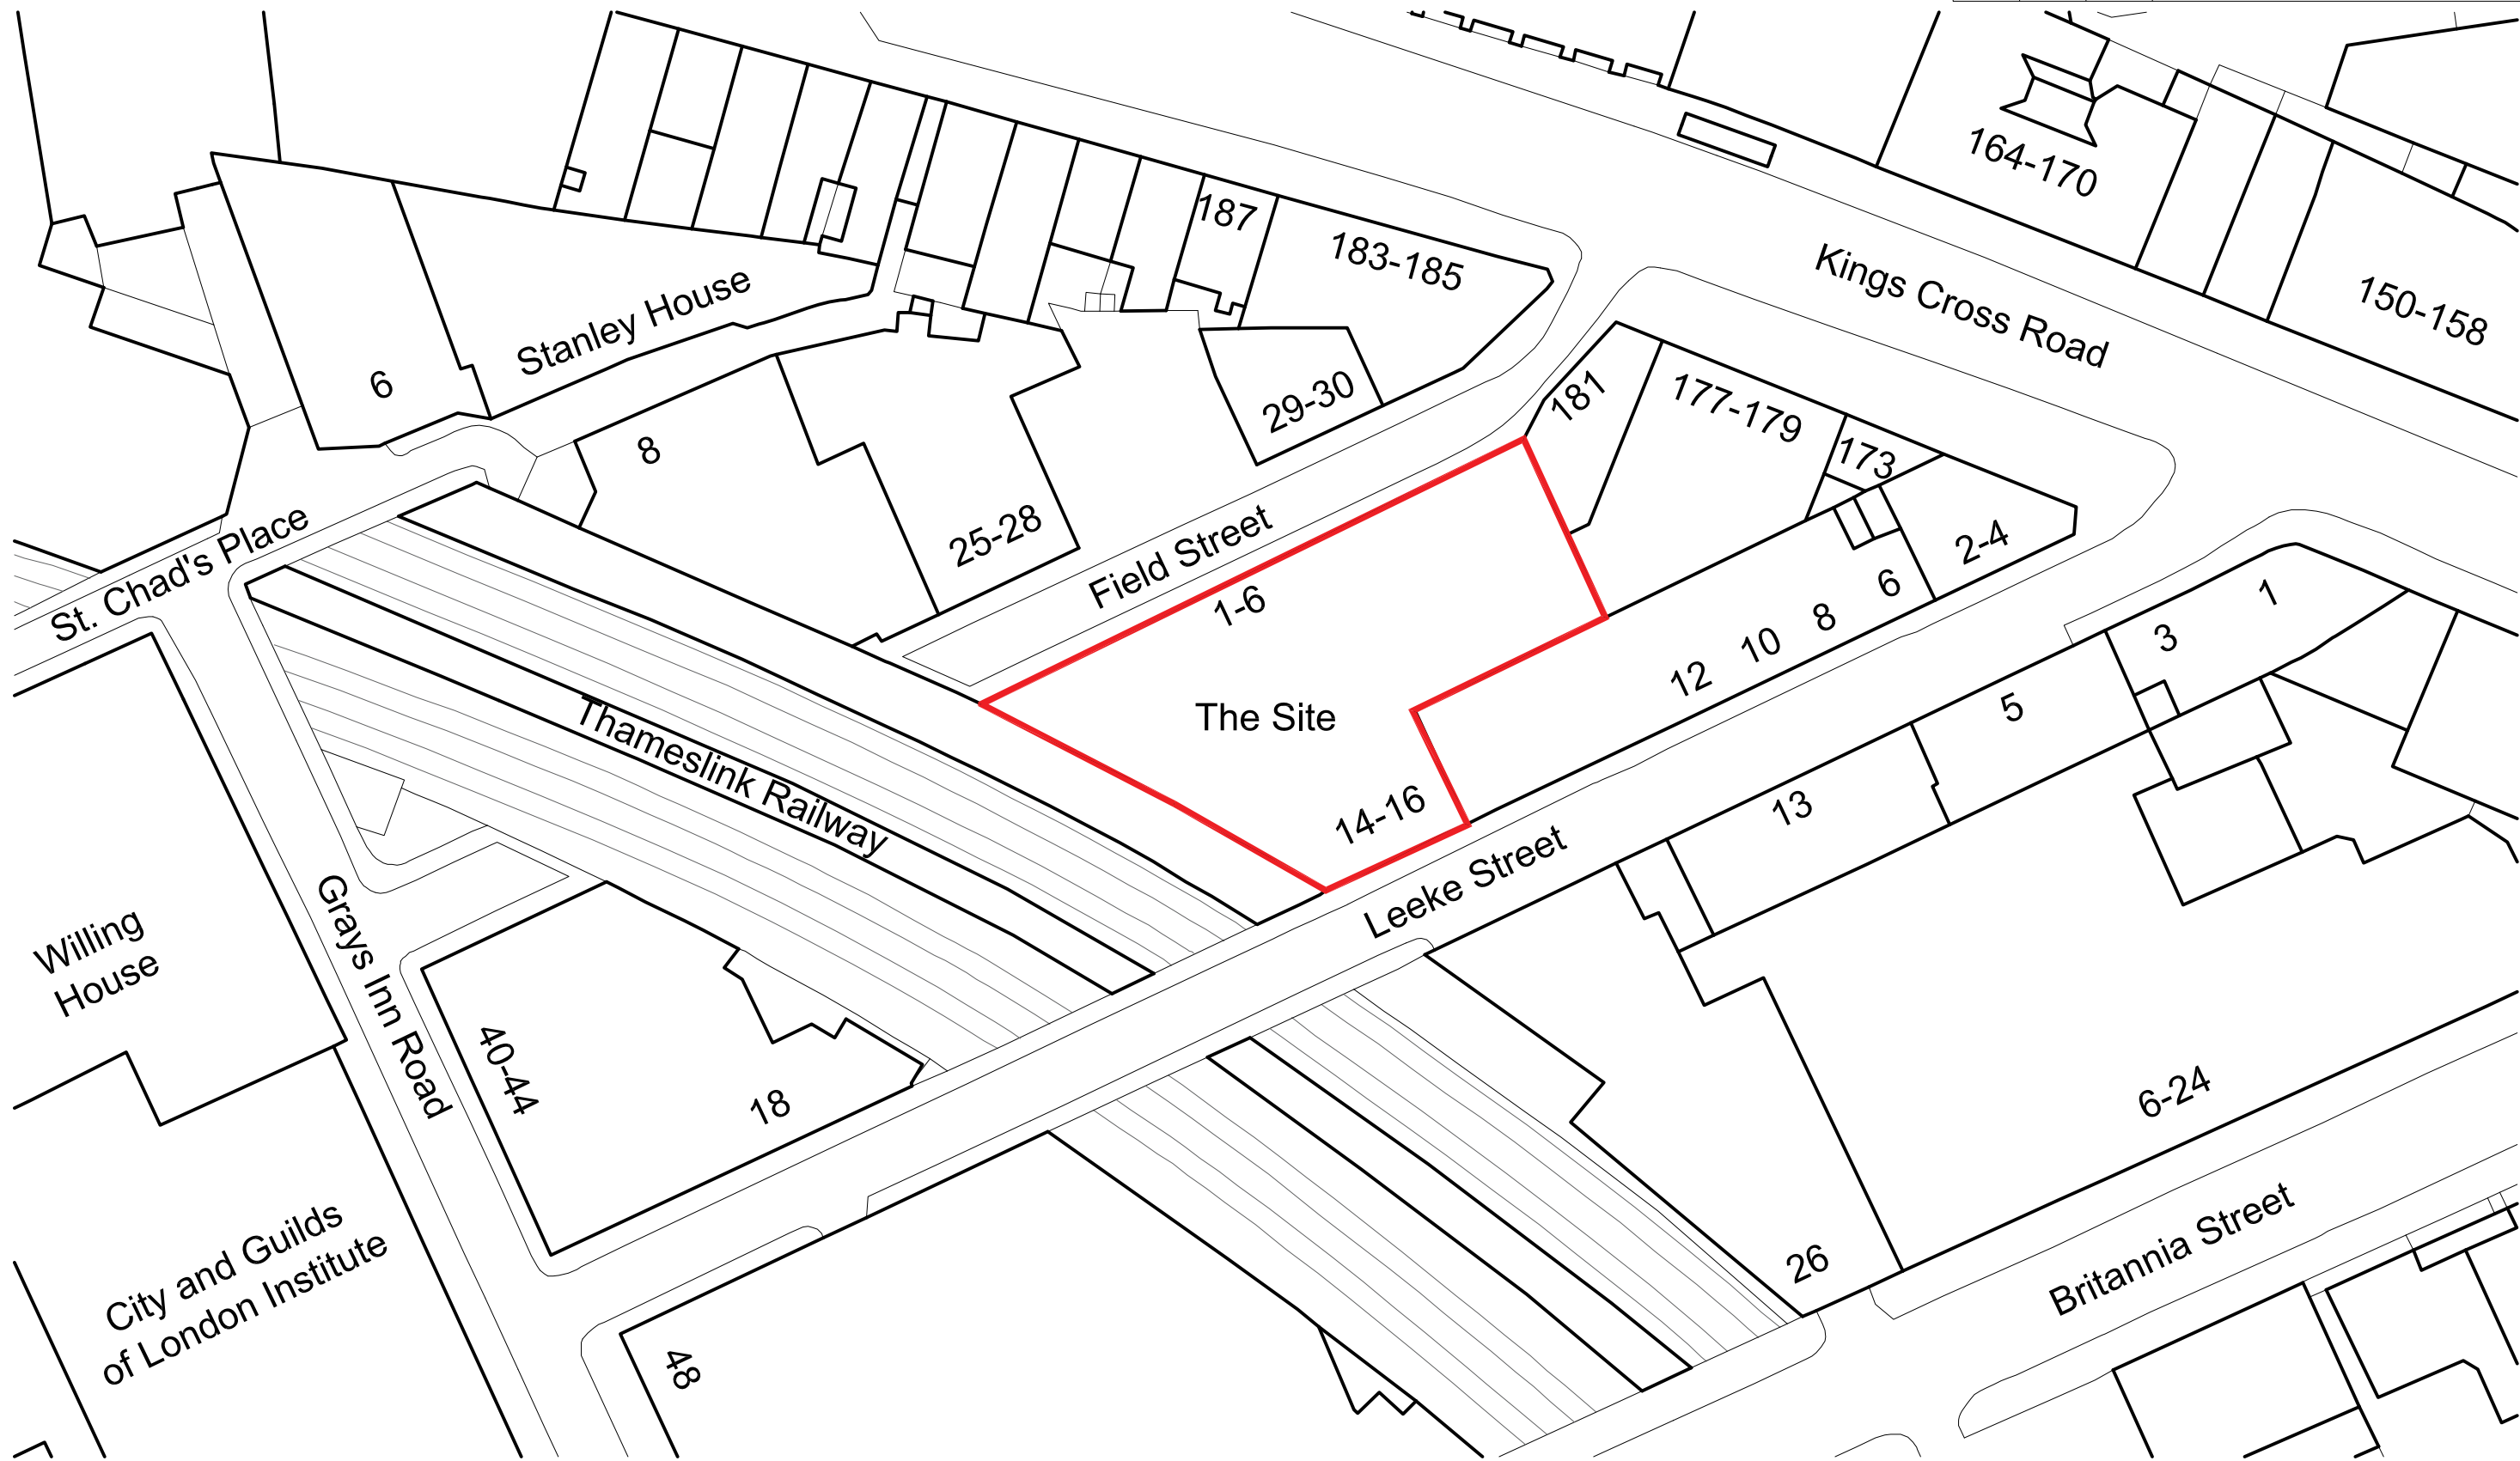 164-170
187
183-185
Kings Cross Road
150-158
Stanley House
6
8
29-30
181
177-179
173
25-28
Field Street
1-6
2-4
6
8
10
12
St. Chad's Place
1
3
5
The Site
14-16
13
Thameslink Railway
Leeke Street
Grays Inn Road
Willing
House
40-44
18
6-24
26
Britannia Street
City and Guilds
of London Institute
48